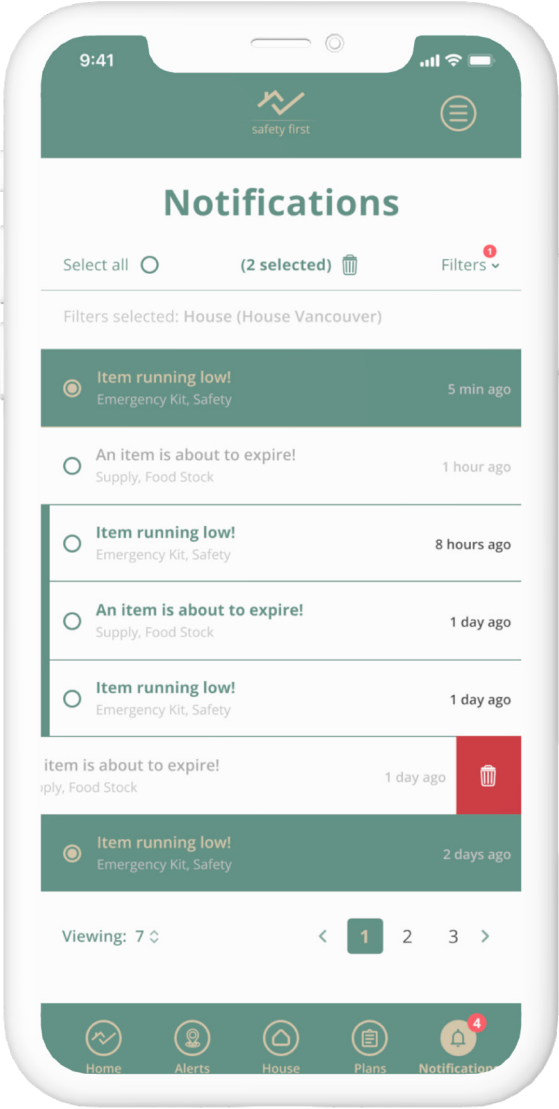 9:41
safety first
Notifications
Select all (2 selected) Filters 1
Filters selected: House (House Vancouver)
Item running low!
Emergency Kit, Safety
5 min ago
An item is about to expire!
Supply, Food Stock
1 hour ago
Item running low!
Emergency Kit, Safety
8 hours ago
An item is about to expire!
Supply, Food Stock
1 day ago
Item running low!
Emergency Kit, Safety
1 day ago
item is about to expire!
pply, Food Stock
1 day ago
Item running low!
Emergency Kit, Safety
2 days ago
Viewing: 7 < 1 2 3 >
4
Home Alerts House Plans Notifications